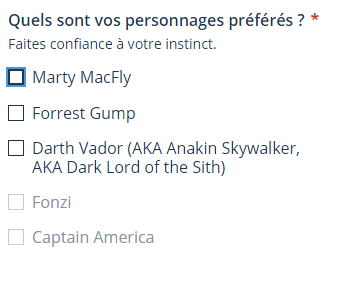 Quels sont vos personnages préférés ? *
Faites confiance à votre instinct.
Marty MacFly
Forrest Gump
Darth Vador (AKA Anakin Skywalker,
AKA Dark Lord of the Sith)
Fonzi
Captain America